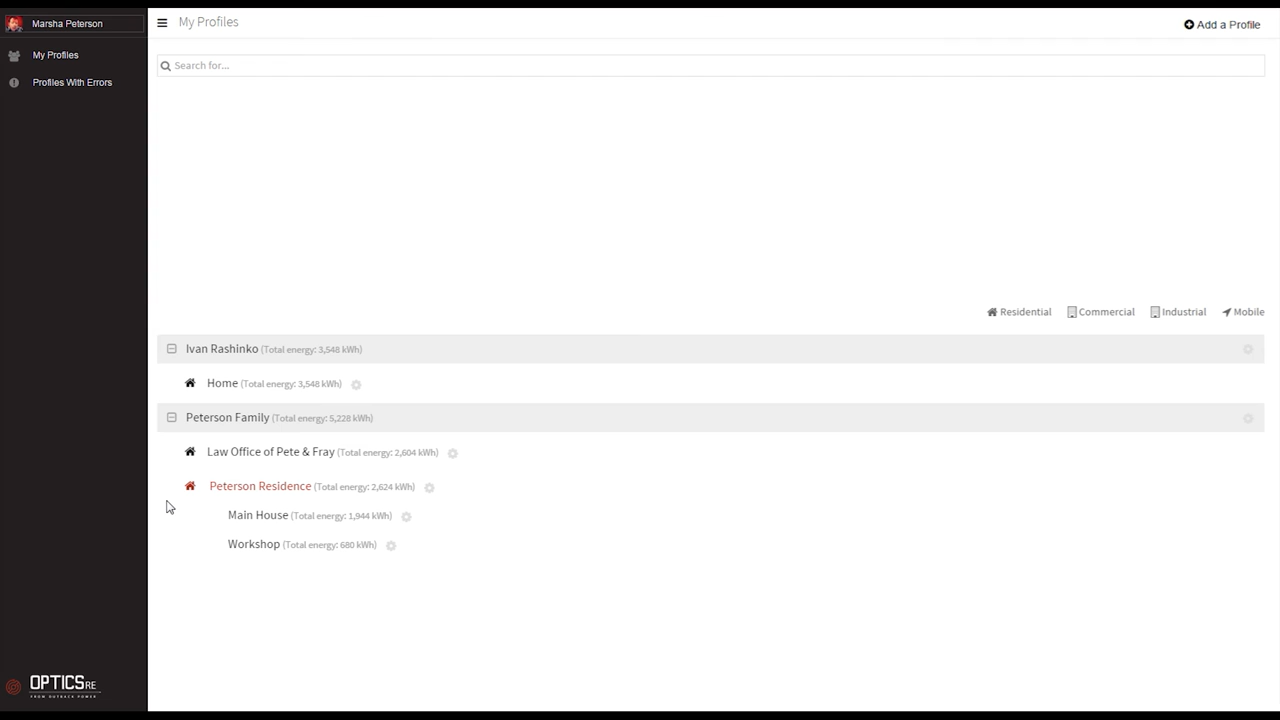 Marsha Peterson
My Profiles
Add a Profile
My Profiles
Profiles With Errors
Search for...
Residential Commercial Industrial Mobile
Ivan Rashinko (Total energy: 3,548 kWh)
Home (Total energy: 3,548 kWh)
Peterson Family (Total energy: 5,228 kWh)
Law Office of Pete & Fray (Total energy: 2,604 kWh)
Peterson Residence (Total energy: 2,624 kWh)
Main House (Total energy: 1,944 kWh)
Workshop (Total energy: 680 kWh)
OPTICS RE
FROM OUTBACK POWER